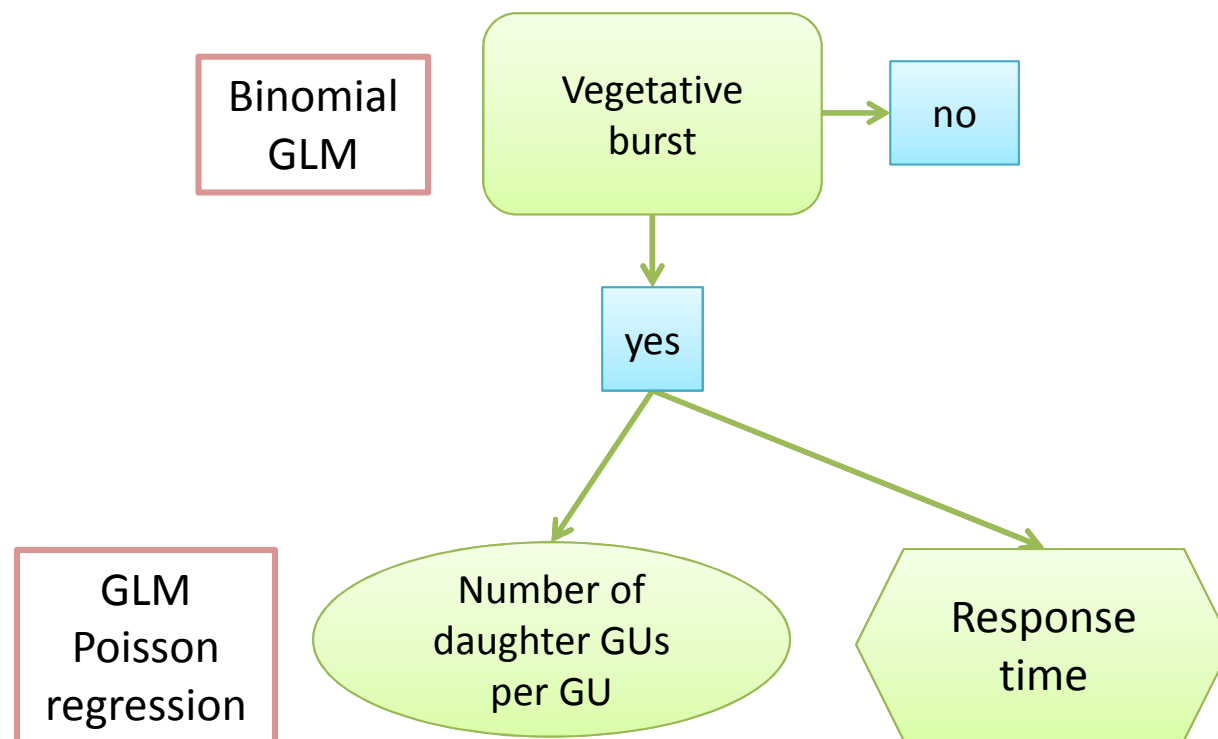 Binomial
GLM
Vegetative
burst
no
yes
GLM
Poisson
regression
Number of
daughter GUs
per GU
Response
time